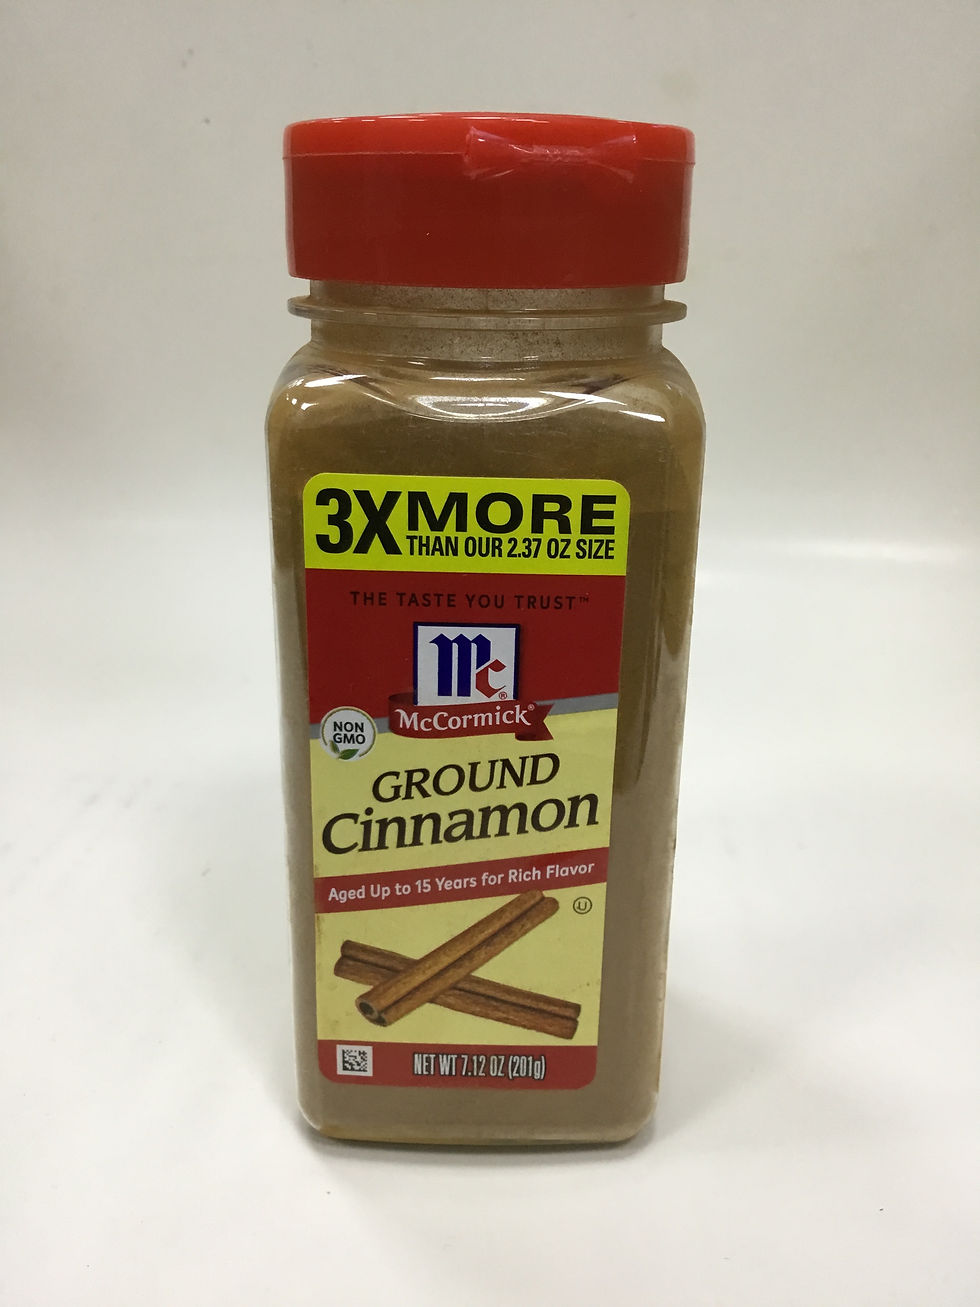 3X MORE
THAN OUR 2.37 OZ SIZE
THE TASTE YOU TRUST™
Mc®
McCormick®
NON
GMO
GROUND
Cinnamon
Aged Up to 15 Years for Rich Flavor
U
NET WT 7.12 OZ (201g)